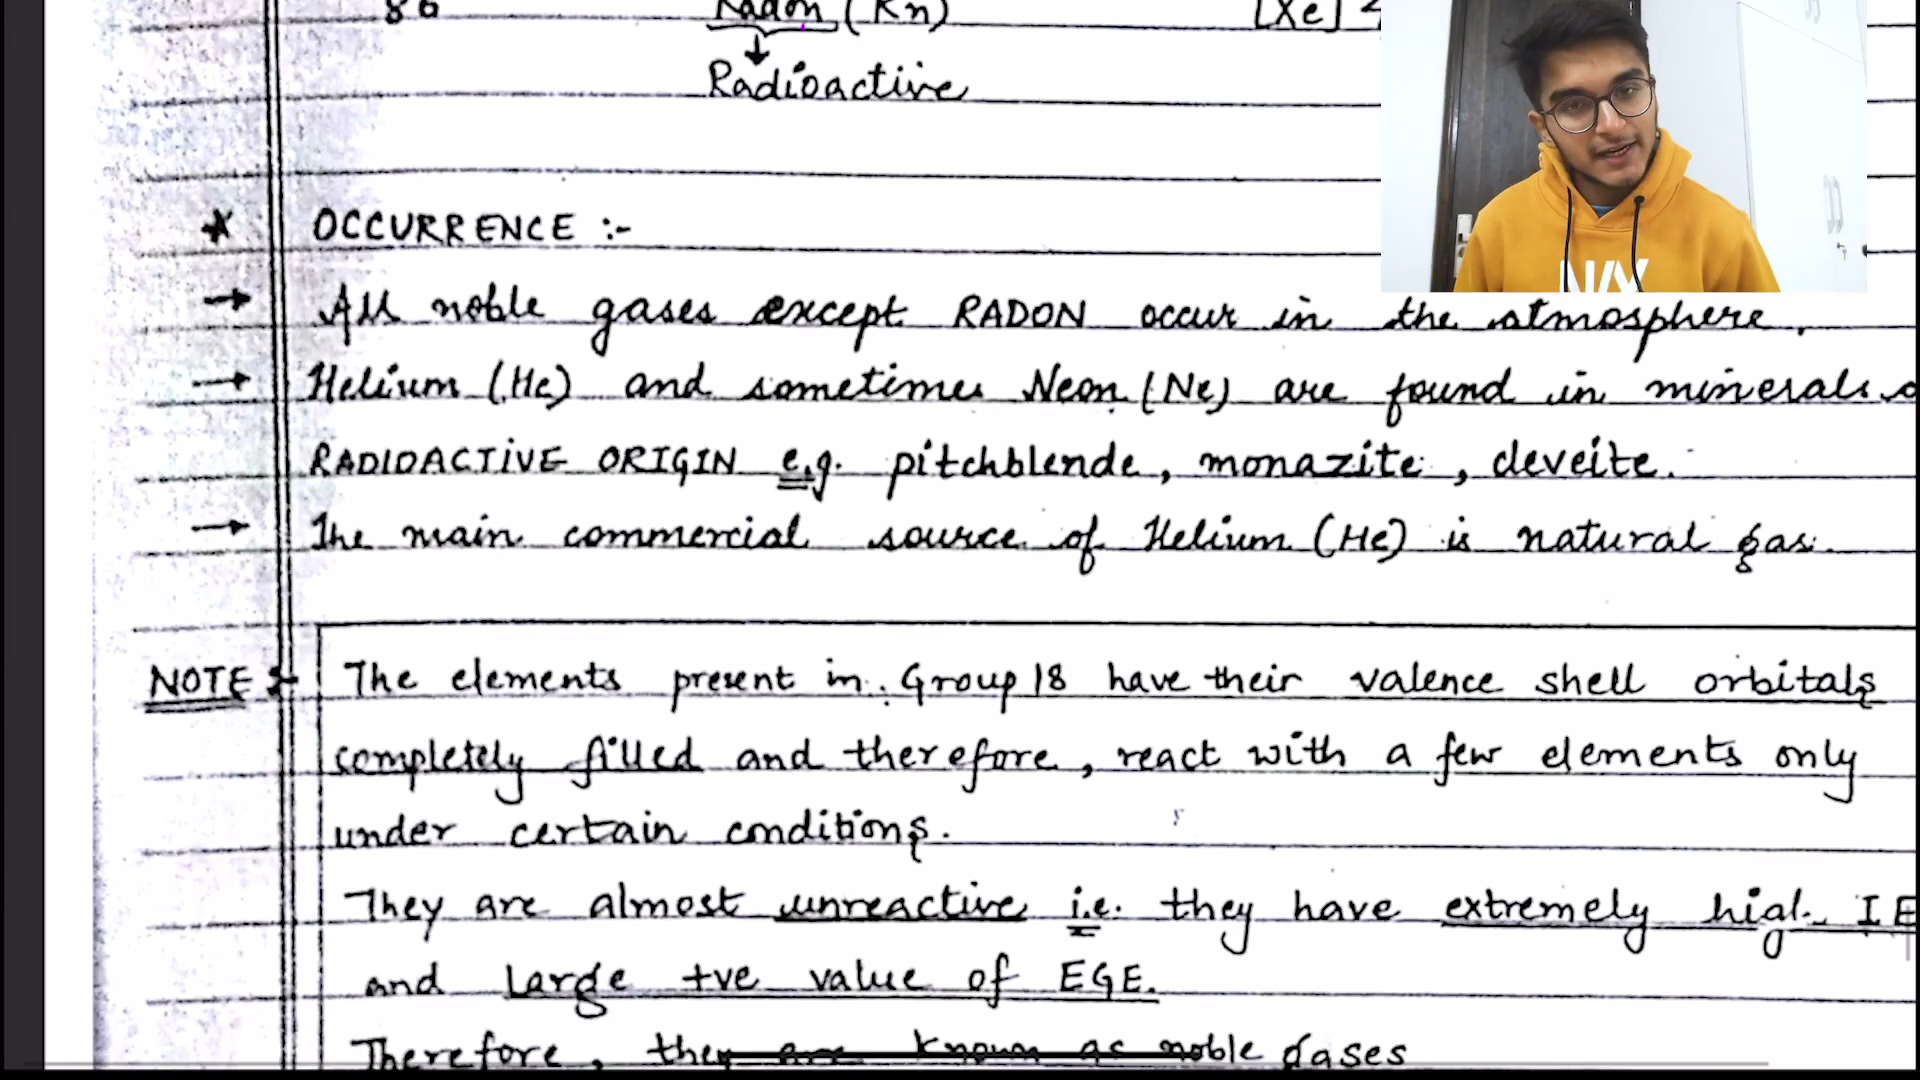 86 Radon (Rn) [Xe]
Radioactive
* OCCURRENCE :-
→ All noble gases except RADON occur in the atmosphere.
→ Helium (He) and sometimes Neon (Ne) are found in minerals
RADIOACTIVE ORIGIN e.g. pitchblende, monazite, cleveite.
→ The main commercial source of Helium (He) is natural gas.
NOTE :- The elements present in Group 18 have their valence shell orbitals
completely filled and therefore, react with a few elements only
under certain conditions.
They are almost unreactive i.e. they have extremely high IE
and Large +ve value of EGE.
Therefore, they are known as noble gases